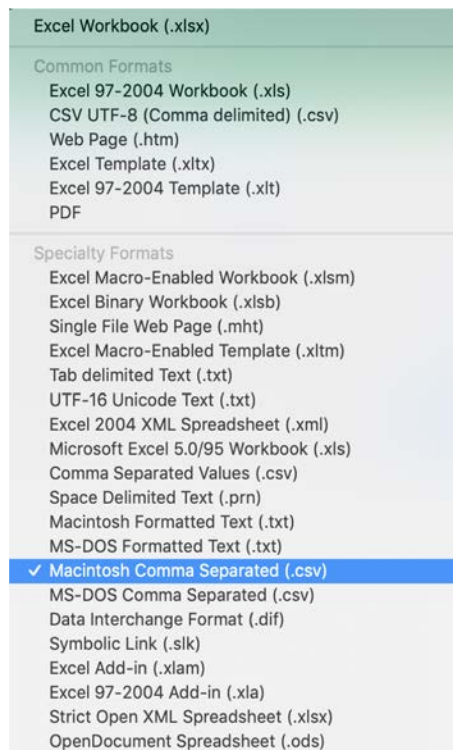 Excel Workbook (.xlsx)
Common Formats
Excel 97-2004 Workbook (.xls)
CSV UTF-8 (Comma delimited) (.csv)
Web Page (.htm)
Excel Template (.xltx)
Excel 97-2004 Template (.xlt)
PDF
Specialty Formats
Excel Macro-Enabled Workbook (.xlsm)
Excel Binary Workbook (.xlsb)
Single File Web Page (.mht)
Excel Macro-Enabled Template (.xltm)
Tab delimited Text (.txt)
UTF-16 Unicode Text (.txt)
Excel 2004 XML Spreadsheet (.xml)
Microsoft Excel 5.0/95 Workbook (.xls)
Comma Separated Values (.csv)
Space Delimited Text (.prn)
Macintosh Formatted Text (.txt)
MS-DOS Formatted Text (.txt)
✓ Macintosh Comma Separated (.csv)
MS-DOS Comma Separated (.csv)
Data Interchange Format (.dif)
Symbolic Link (.slk)
Excel Add-in (.xlam)
Excel 97-2004 Add-in (.xla)
Strict Open XML Spreadsheet (.xlsx)
OpenDocument Spreadsheet (.ods)